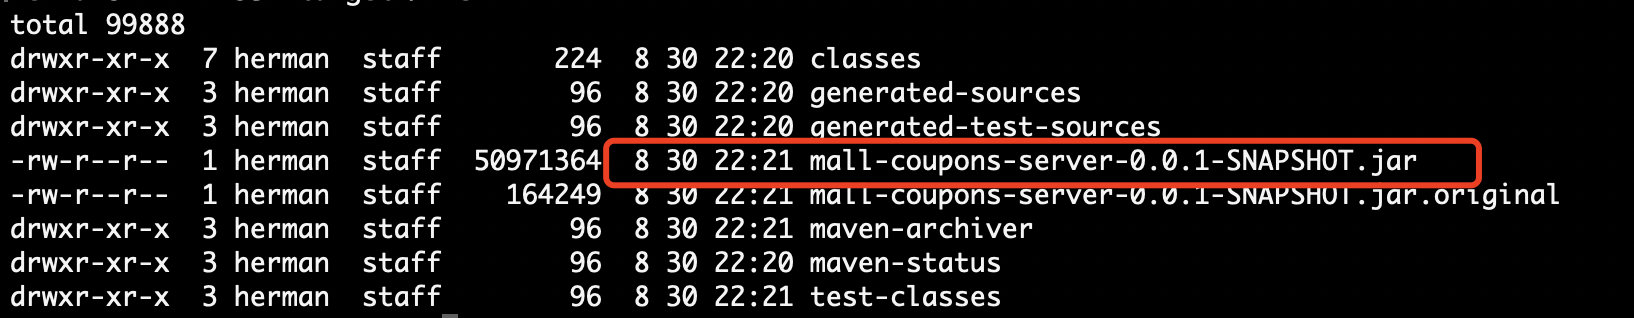 total 99888
drwxr-xr-x  7 herman  staff       224  8 30 22:20 classes
drwxr-xr-x  3 herman  staff        96  8 30 22:20 generated-sources
drwxr-xr-x  3 herman  staff        96  8 30 22:20 generated-test-sources
-rw-r--r--  1 herman  staff  50971364  8 30 22:21 mall-coupons-server-0.0.1-SNAPSHOT.jar
-rw-r--r--  1 herman  staff    164249  8 30 22:21 mall-coupons-server-0.0.1-SNAPSHOT.jar.original
drwxr-xr-x  3 herman  staff        96  8 30 22:21 maven-archiver
drwxr-xr-x  3 herman  staff        96  8 30 22:20 maven-status
drwxr-xr-x  3 herman  staff        96  8 30 22:21 test-classes